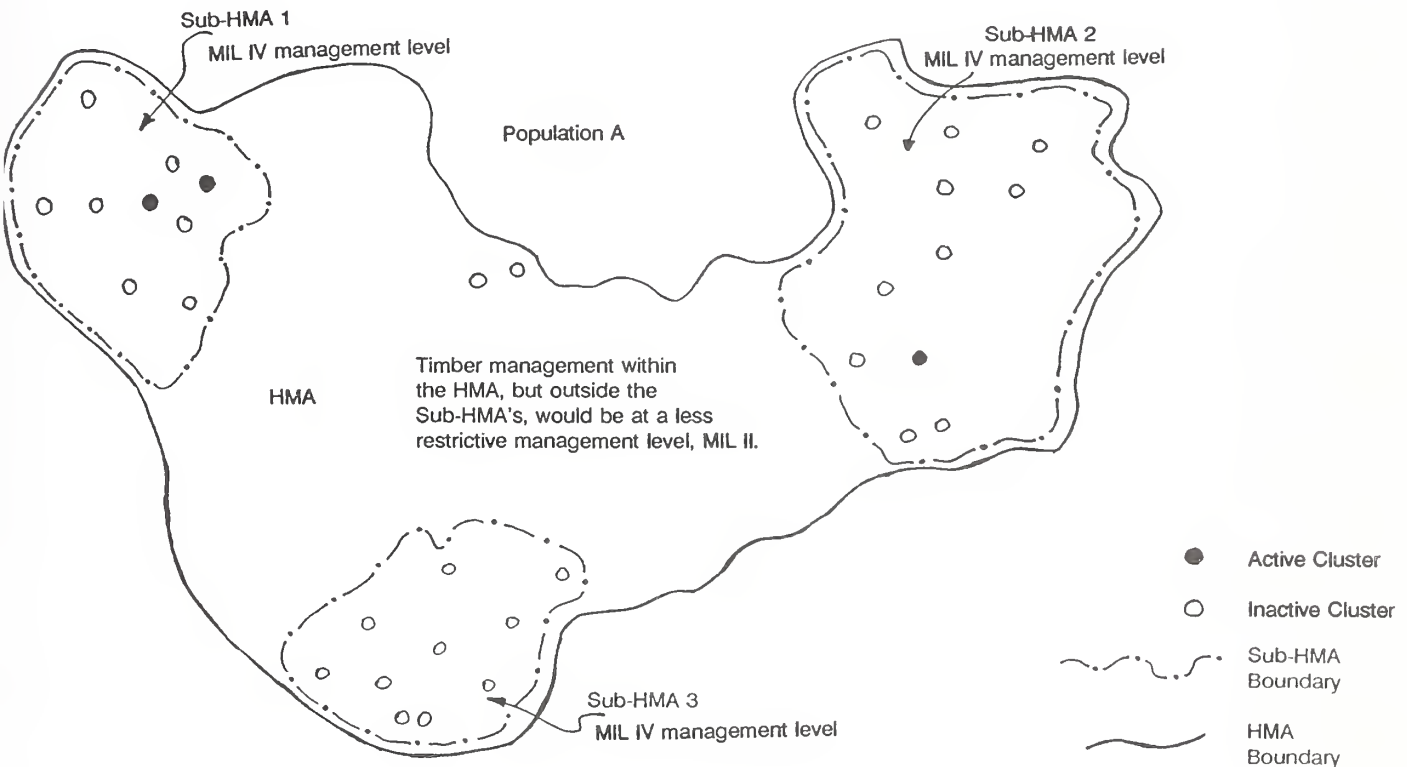 Sub-HMA 1
MIL IV management level
Sub-HMA 2
MIL IV management level
Population A
Timber management within
the HMA, but outside the
Sub-HMA's, would be at a less
restrictive management level, MIL II.
HMA
Sub-HMA 3
MIL IV management level
Active Cluster
Inactive Cluster
Sub-HMA
Boundary
HMA
Boundary